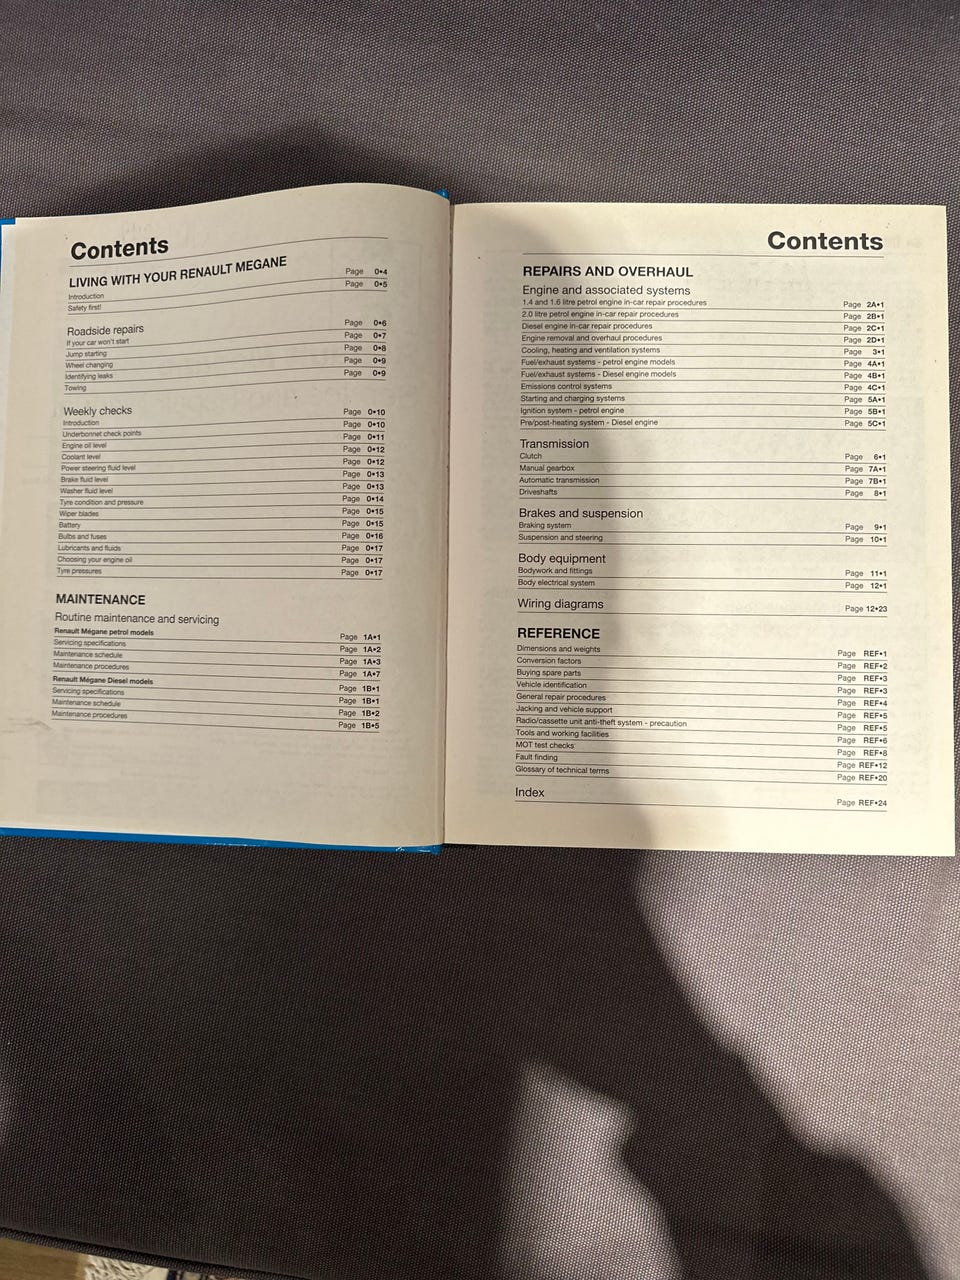 Contents
LIVING WITH YOUR RENAULT MEGANE
Introduction Page 0•4
Safety first! Page 0•5
Roadside repairs
If your car won't start Page 0•6
Jump starting Page 0•7
Wheel changing Page 0•8
Identifying leaks Page 0•9
Towing Page 0•9
Weekly checks
Introduction Page 0•10
Underbonnet check points Page 0•10
Engine oil level Page 0•11
Coolant level Page 0•12
Power steering fluid level Page 0•12
Brake fluid level Page 0•13
Washer fluid level Page 0•13
Tyre condition and pressure Page 0•14
Wiper blades Page 0•15
Battery Page 0•15
Bulbs and fuses Page 0•16
Lubricants and fluids Page 0•17
Choosing your engine oil Page 0•17
Tyre pressures Page 0•17
MAINTENANCE
Routine maintenance and servicing
Renault Mégane petrol models Page 1A•1
Servicing specifications Page 1A•2
Maintenance schedule Page 1A•3
Maintenance procedures Page 1A•7
Renault Mégane Diesel models Page 1B•1
Servicing specifications Page 1B•1
Maintenance schedule Page 1B•2
Maintenance procedures Page 1B•5
Contents
REPAIRS AND OVERHAUL
Engine and associated systems
1.4 and 1.6 litre petrol engine in-car repair procedures Page 2A•1
2.0 litre petrol engine in-car repair procedures Page 2B•1
Diesel engine in-car repair procedures Page 2C•1
Engine removal and overhaul procedures Page 2D•1
Cooling, heating and ventilation systems Page 3•1
Fuel/exhaust systems - petrol engine models Page 4A•1
Fuel/exhaust systems - Diesel engine models Page 4B•1
Emissions control systems Page 4C•1
Starting and charging systems Page 5A•1
Ignition system - petrol engine Page 5B•1
Pre/post-heating system - Diesel engine Page 5C•1
Transmission
Clutch Page 6•1
Manual gearbox Page 7A•1
Automatic transmission Page 7B•1
Driveshafts Page 8•1
Brakes and suspension
Braking system Page 9•1
Suspension and steering Page 10•1
Body equipment
Bodywork and fittings Page 11•1
Body electrical system Page 12•1
Wiring diagrams Page 12•23
REFERENCE
Dimensions and weights Page REF•1
Conversion factors Page REF•2
Buying spare parts Page REF•3
Vehicle identification Page REF•3
General repair procedures Page REF•4
Jacking and vehicle support Page REF•5
Radio/cassette unit anti-theft system - precaution Page REF•5
Tools and working facilities Page REF•6
MOT test checks Page REF•8
Fault finding Page REF•12
Glossary of technical terms Page REF•20
Index Page REF•24